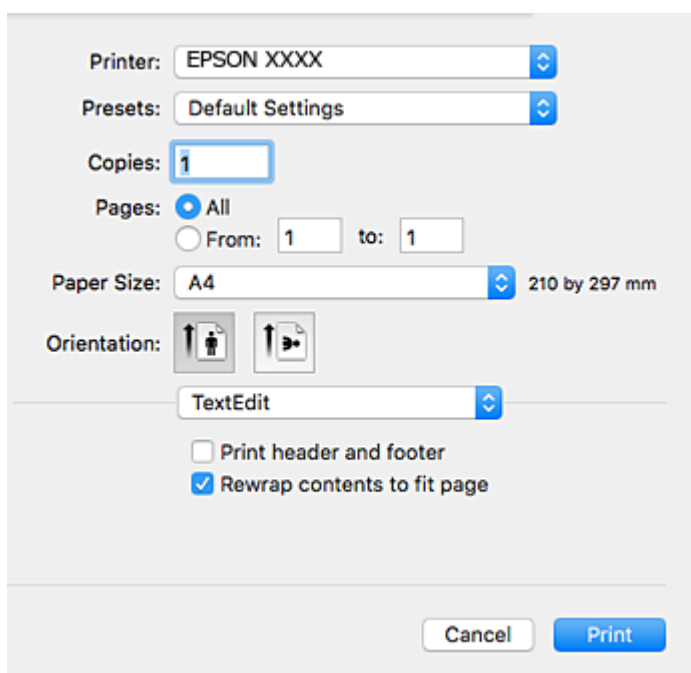 Printer: EPSON XXXX
Presets: Default Settings
Copies: 1
Pages: All
From: 1 to: 1
Paper Size: A4 210 by 297 mm
Orientation:
TextEdit
Print header and footer
Rewrap contents to fit page
Cancel Print